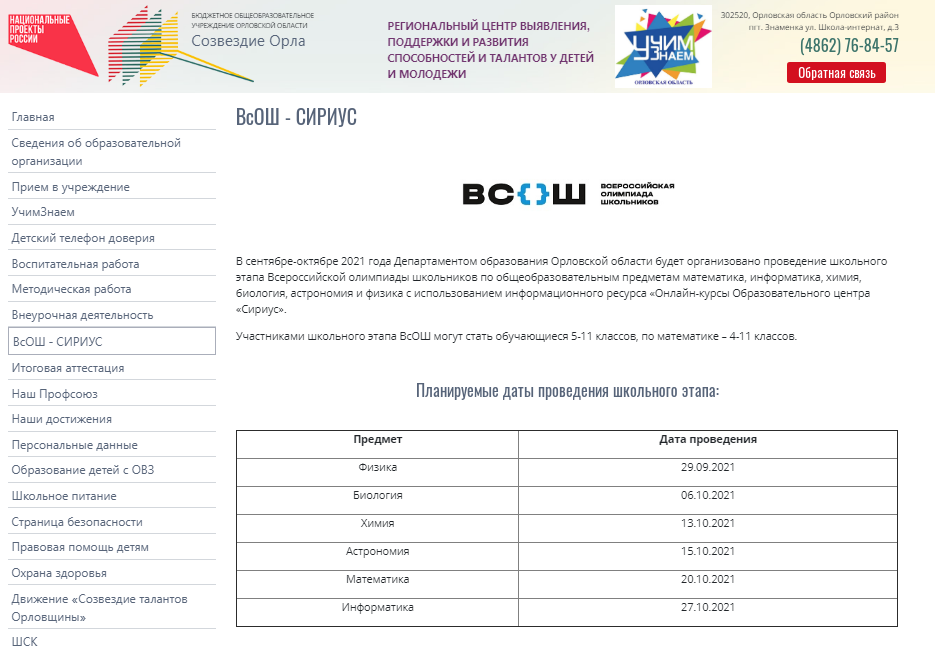 НАЦИОНАЛЬНЫЕ
ПРОЕКТЫ
РОССИИ
БЮДЖЕТНОЕ ОБЩЕОБРАЗОВАТЕЛЬНОЕ
УЧРЕЖДЕНИЕ ОРЛОВСКОЙ ОБЛАСТИ
Созвездие Орла
РЕГИОНАЛЬНЫЙ ЦЕНТР ВЫЯВЛЕНИЯ,
ПОДДЕРЖКИ И РАЗВИТИЯ
СПОСОБНОСТЕЙ И ТАЛАНТОВ У ДЕТЕЙ
И МОЛОДЕЖИ
УЧИМ
ЗНАЕМ
ОРЛОВСКАЯ ОБЛАСТЬ
302520, Орловская область Орловский район
пгт. Знаменка ул. Школа-интернат, д.3
(4862) 76-84-57
Обратная связь
Главная
Сведения об образовательной
организации
Прием в учреждение
УчимЗнаем
Детский телефон доверия
Воспитательная работа
Методическая работа
Внеурочная деятельность
ВсОШ - СИРИУС
Итоговая аттестация
Наш Профсоюз
Наши достижения
Персональные данные
Образование детей с ОВЗ
Школьное питание
Страница безопасности
Правовая помощь детям
Охрана здоровья
Движение «Созвездие талантов
Орловщины»
ШСК
ВсОШ - СИРИУС
ВС{}Ш ВСЕРОССИЙСКАЯ
ОЛИМПИАДА
ШКОЛЬНИКОВ
В сентябре-октябре 2021 года Департаментом образования Орловской области будет организовано проведение школьного
этапа Всероссийской олимпиады школьников по общеобразовательным предметам математика, информатика, химия,
биология, астрономия и физика с использованием информационного ресурса «Онлайн-курсы Образовательного центра
«Сириус».
Участниками школьного этапа ВсОШ могут стать обучающиеся 5-11 классов, по математике – 4-11 классов.
Планируемые даты проведения школьного этапа:
Предмет Дата проведения
Физика 29.09.2021
Биология 06.10.2021
Химия 13.10.2021
Астрономия 15.10.2021
Математика 20.10.2021
Информатика 27.10.2021